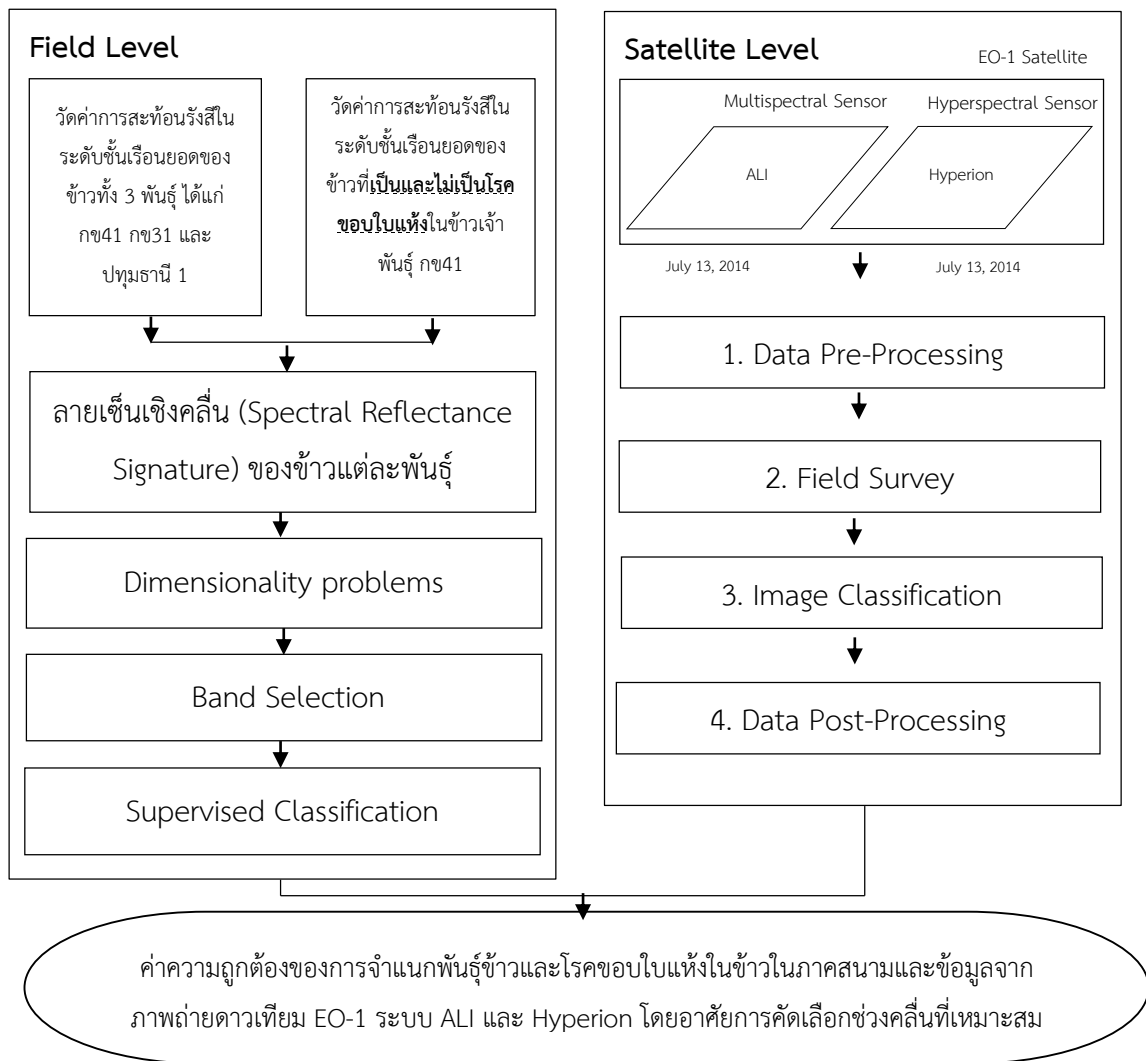 Field Level
วัดค่าการสะท้อนรังสีใน
ระดับชั้นเรือนยอดของ
ข้าวทั้ง 3 พันธุ์ ได้แก่
กข41 กข31 และ
ปทุมธานี 1
วัดค่าการสะท้อนรังสีใน
ระดับชั้นเรือนยอดของ
ข้าวที่เป็นและไม่เป็นโรค
ขอบใบแห้งในข้าวเจ้า
พันธุ์ กข41
ลายเซ็นเชิงคลื่น (Spectral Reflectance
Signature) ของข้าวแต่ละพันธุ์
Dimensionality problems
Band Selection
Supervised Classification
Satellite Level
EO-1 Satellite
Multispectral Sensor
Hyperspectral Sensor
ALI
Hyperion
July 13, 2014
July 13, 2014
1. Data Pre-Processing
2. Field Survey
3. Image Classification
4. Data Post-Processing
ค่าความถูกต้องของการจำแนกพันธุ์ข้าวและโรคขอบใบแห้งในข้าวในภาคสนามและข้อมูลจาก
ภาพถ่ายดาวเทียม EO-1 ระบบ ALI และ Hyperion โดยอาศัยการคัดเลือกช่วงคลื่นที่เหมาะสม